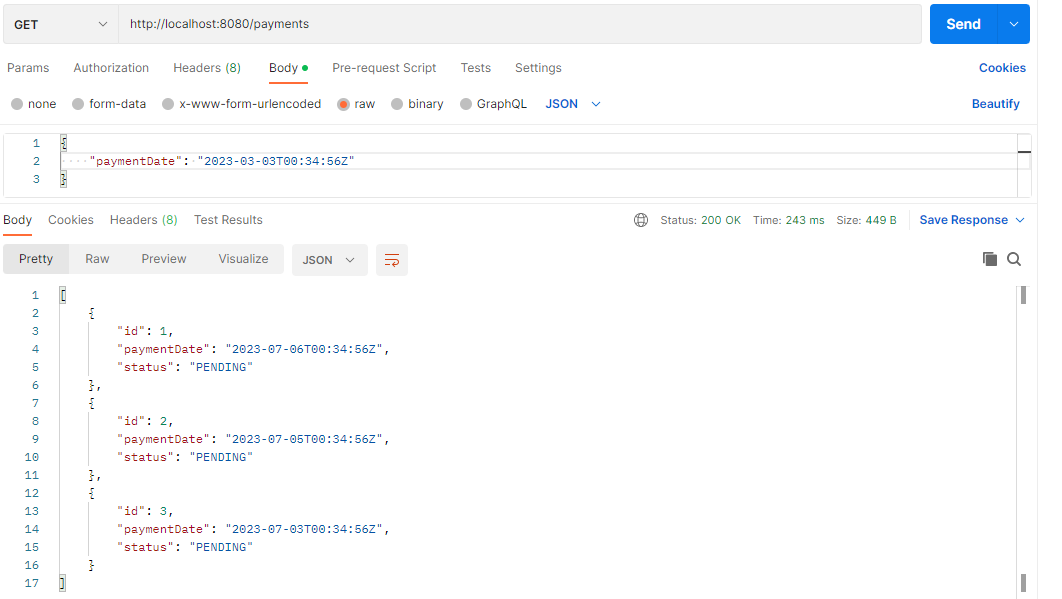 GET http://localhost:8080/payments Send
Params Authorization Headers (8) Body Pre-request Script Tests Settings Cookies
none form-data x-www-form-urlencoded raw binary GraphQL JSON Beautify
1 {
2 "paymentDate": "2023-03-03T00:34:56Z"
3 }
Body Cookies Headers (8) Test Results Status: 200 OK Time: 243 ms Size: 449 B Save Response
Pretty Raw Preview Visualize JSON
1 [
2 {
3 "id": 1,
4 "paymentDate": "2023-07-06T00:34:56Z",
5 "status": "PENDING"
6 },
7 {
8 "id": 2,
9 "paymentDate": "2023-07-05T00:34:56Z",
10 "status": "PENDING"
11 },
12 {
13 "id": 3,
14 "paymentDate": "2023-07-03T00:34:56Z",
15 "status": "PENDING"
16 }
17 ]